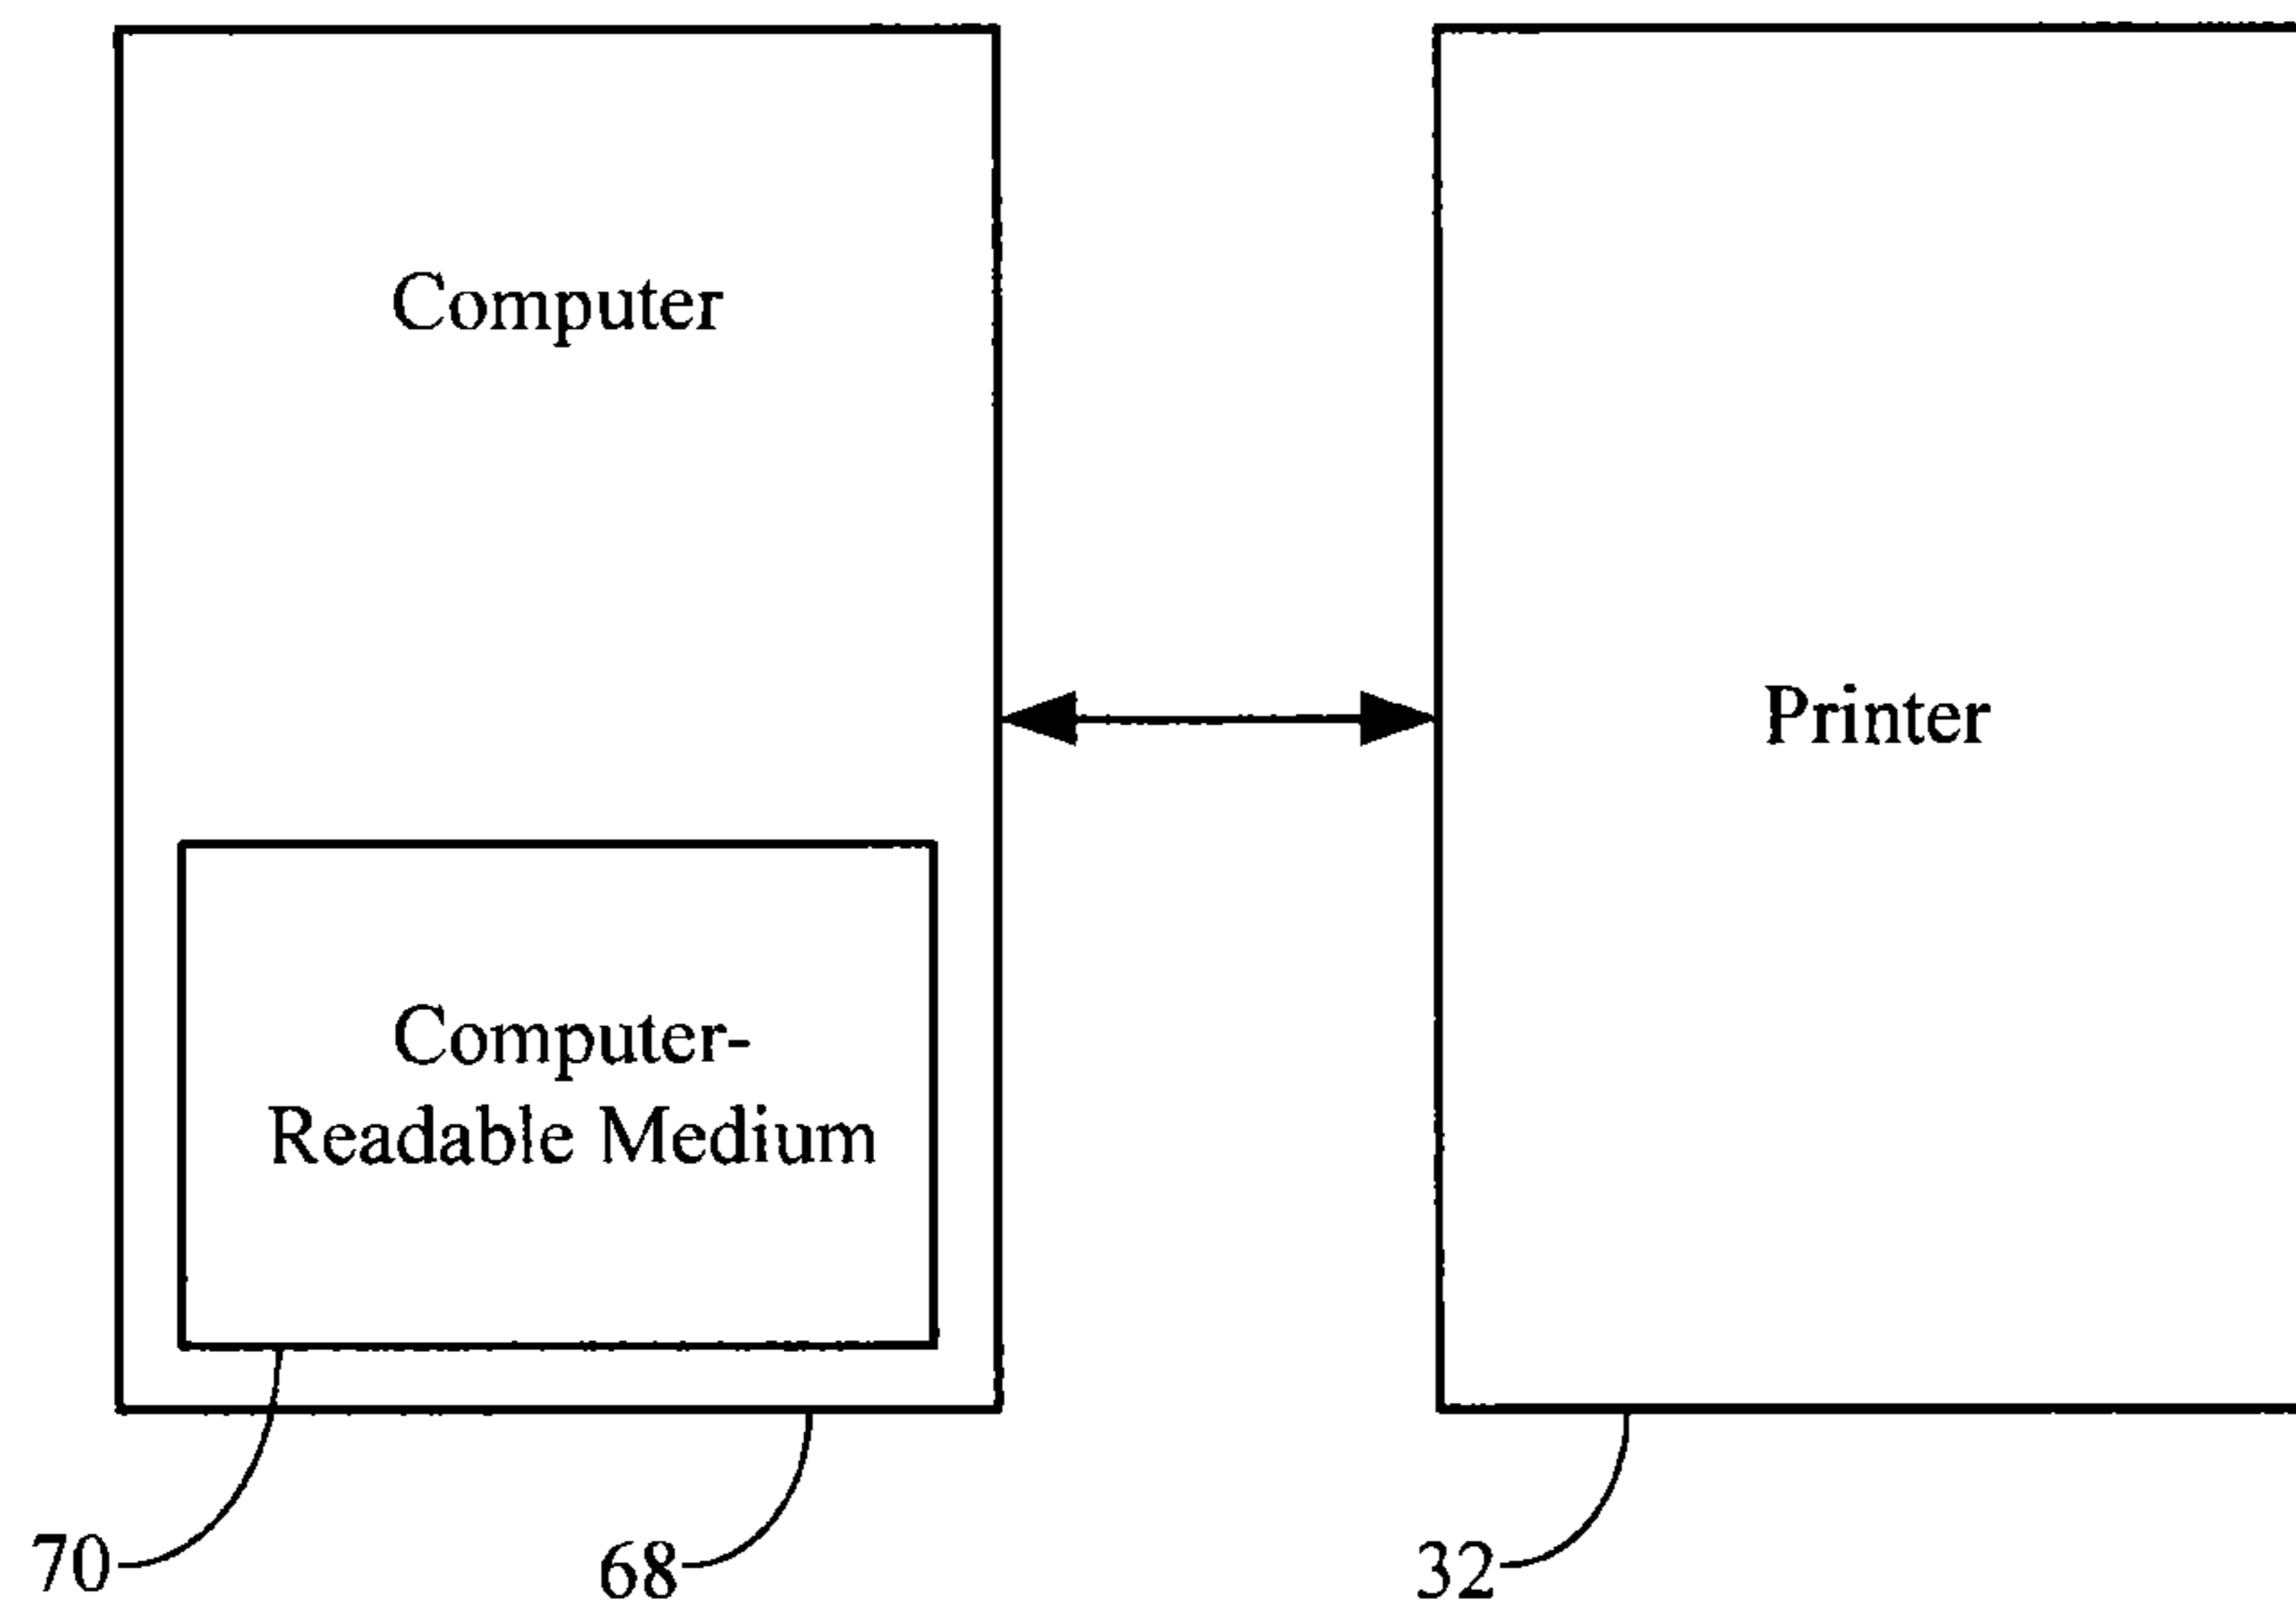 Computer
Printer
Computer-
Readable Medium
70
68
32